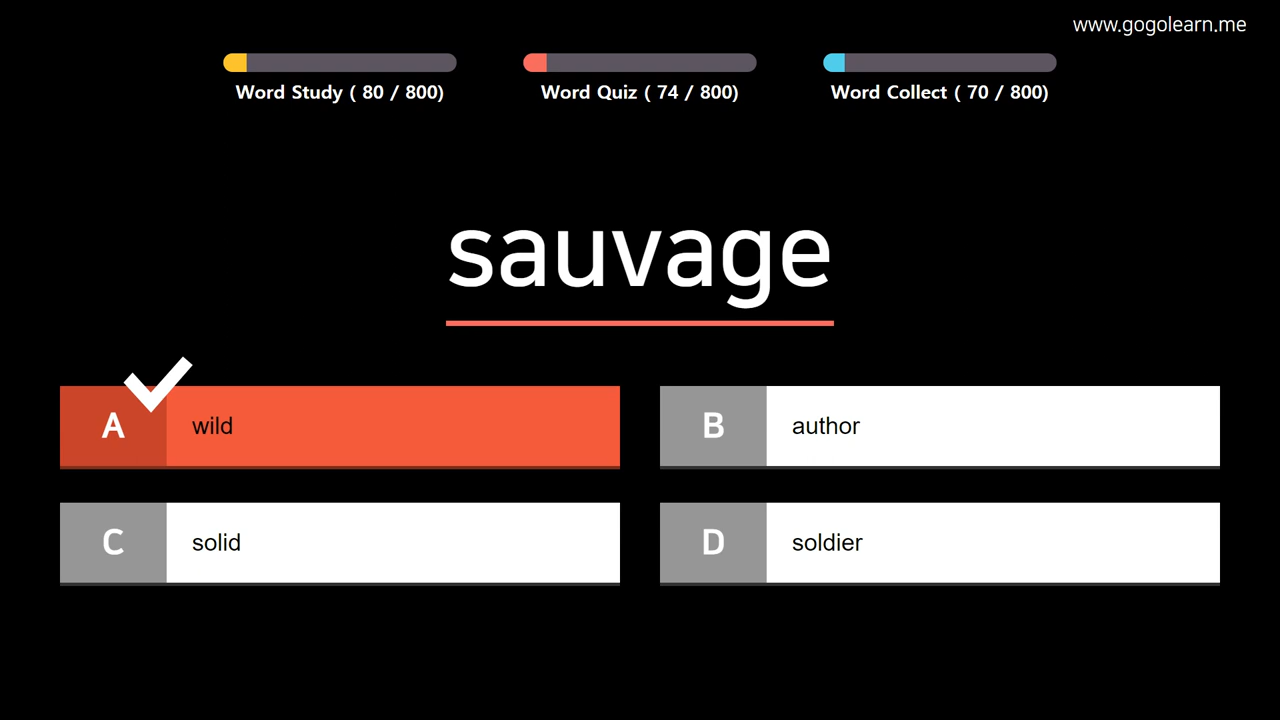 www.gogolearn.me
Word Study ( 80 / 800)
Word Quiz ( 74 / 800)
Word Collect ( 70 / 800)
sauvage
A wild
B author
C solid
D soldier